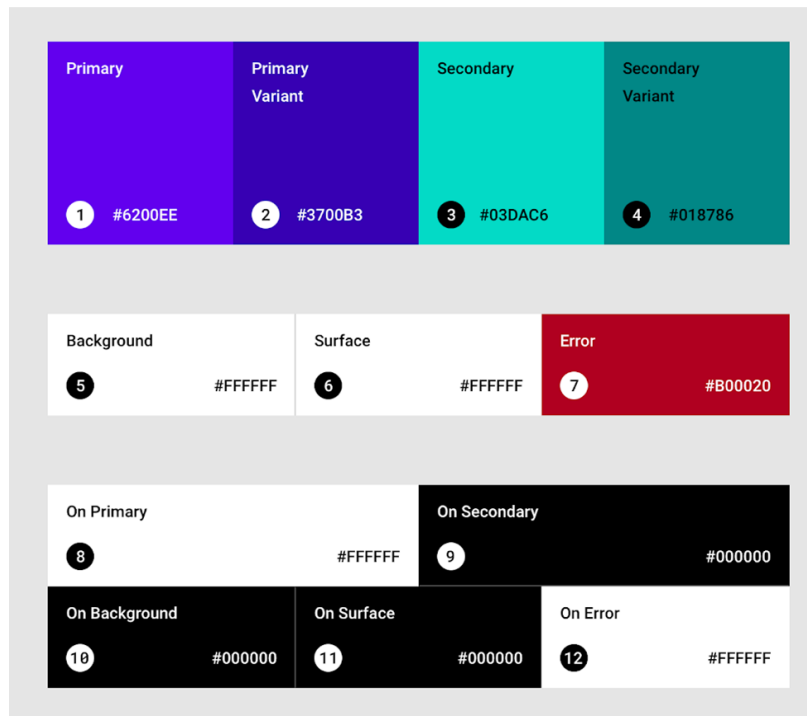 Primary
Primary
Variant
Secondary
Secondary
Variant
1 #6200EE
2 #3700B3
3 #03DAC6
4 #018786
Background
Surface
Error
5 #FFFFFF
6 #FFFFFF
7 #B00020
On Primary
On Secondary
8 #FFFFFF
9 #000000
On Background
On Surface
On Error
10 #000000
11 #000000
12 #FFFFFF